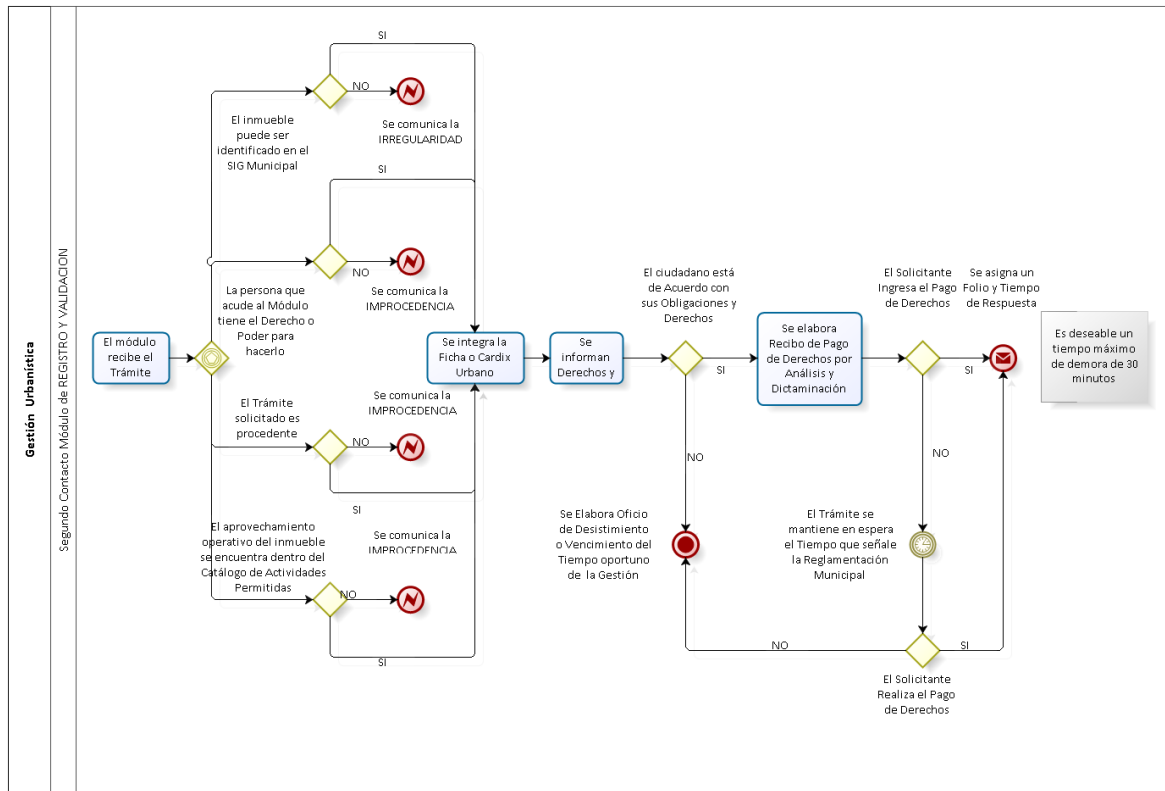 Gestión Urbanística
Segundo Contacto Módulo de REGISTRO Y VALIDACION
El módulo
recibe el
Trámite
SI
NO
El inmueble
puede ser
identificado en el
SIG Municipal
Se comunica la
IRREGULARIDAD
SI
NO
La persona que
acude al Módulo
tiene el Derecho o
Poder para
hacerlo
Se comunica la
IMPROCEDENCIA
El Trámite
solicitado es
procedente
NO
SI
Se comunica la
IMPROCEDENCIA
El aprovechamiento
operativo del inmueble
se encuentra dentro del
Catálogo de Actividades
Permitidas
NO
SI
Se comunica la
IMPROCEDENCIA
Se integra la
Ficha o Cardix
Urbano
Se
informan
Derechos y
El ciudadano está
de Acuerdo con
sus Obligaciones y
Derechos
SI
NO
Se elabora
Recibo de Pago
de Derechos por
Análisis y
Dictaminación
El Solicitante
Ingresa el Pago
de Derechos
SI
NO
Se asigna un
Folio y Tiempo
de Respuesta
Es deseable un
tiempo máximo
de demora de 30
minutos
Se Elabora Oficio
de Desistimiento
o Vencimiento del
Tiempo oportuno
de la Gestión
El Trámite se
mantiene en espera
el Tiempo que señale
la Reglamentación
Municipal
NO
SI
El Solicitante
Realiza el Pago
de Derechos